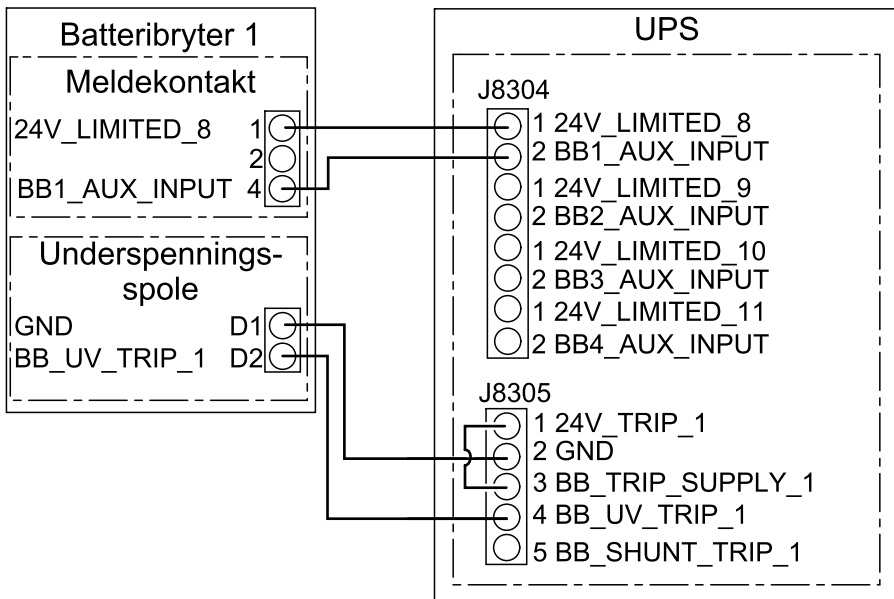 Batteribryter 1
Meldekontakt
24V_LIMITED_8 1
2
BB1_AUX_INPUT 4
Underspennings-
spole
GND D1
BB_UV_TRIP_1 D2
UPS
J8304
1 24V_LIMITED_8
2 BB1_AUX_INPUT
1 24V_LIMITED_9
2 BB2_AUX_INPUT
1 24V_LIMITED_10
2 BB3_AUX_INPUT
1 24V_LIMITED_11
2 BB4_AUX_INPUT
J8305
1 24V_TRIP_1
2 GND
3 BB_TRIP_SUPPLY_1
4 BB_UV_TRIP_1
5 BB_SHUNT_TRIP_1